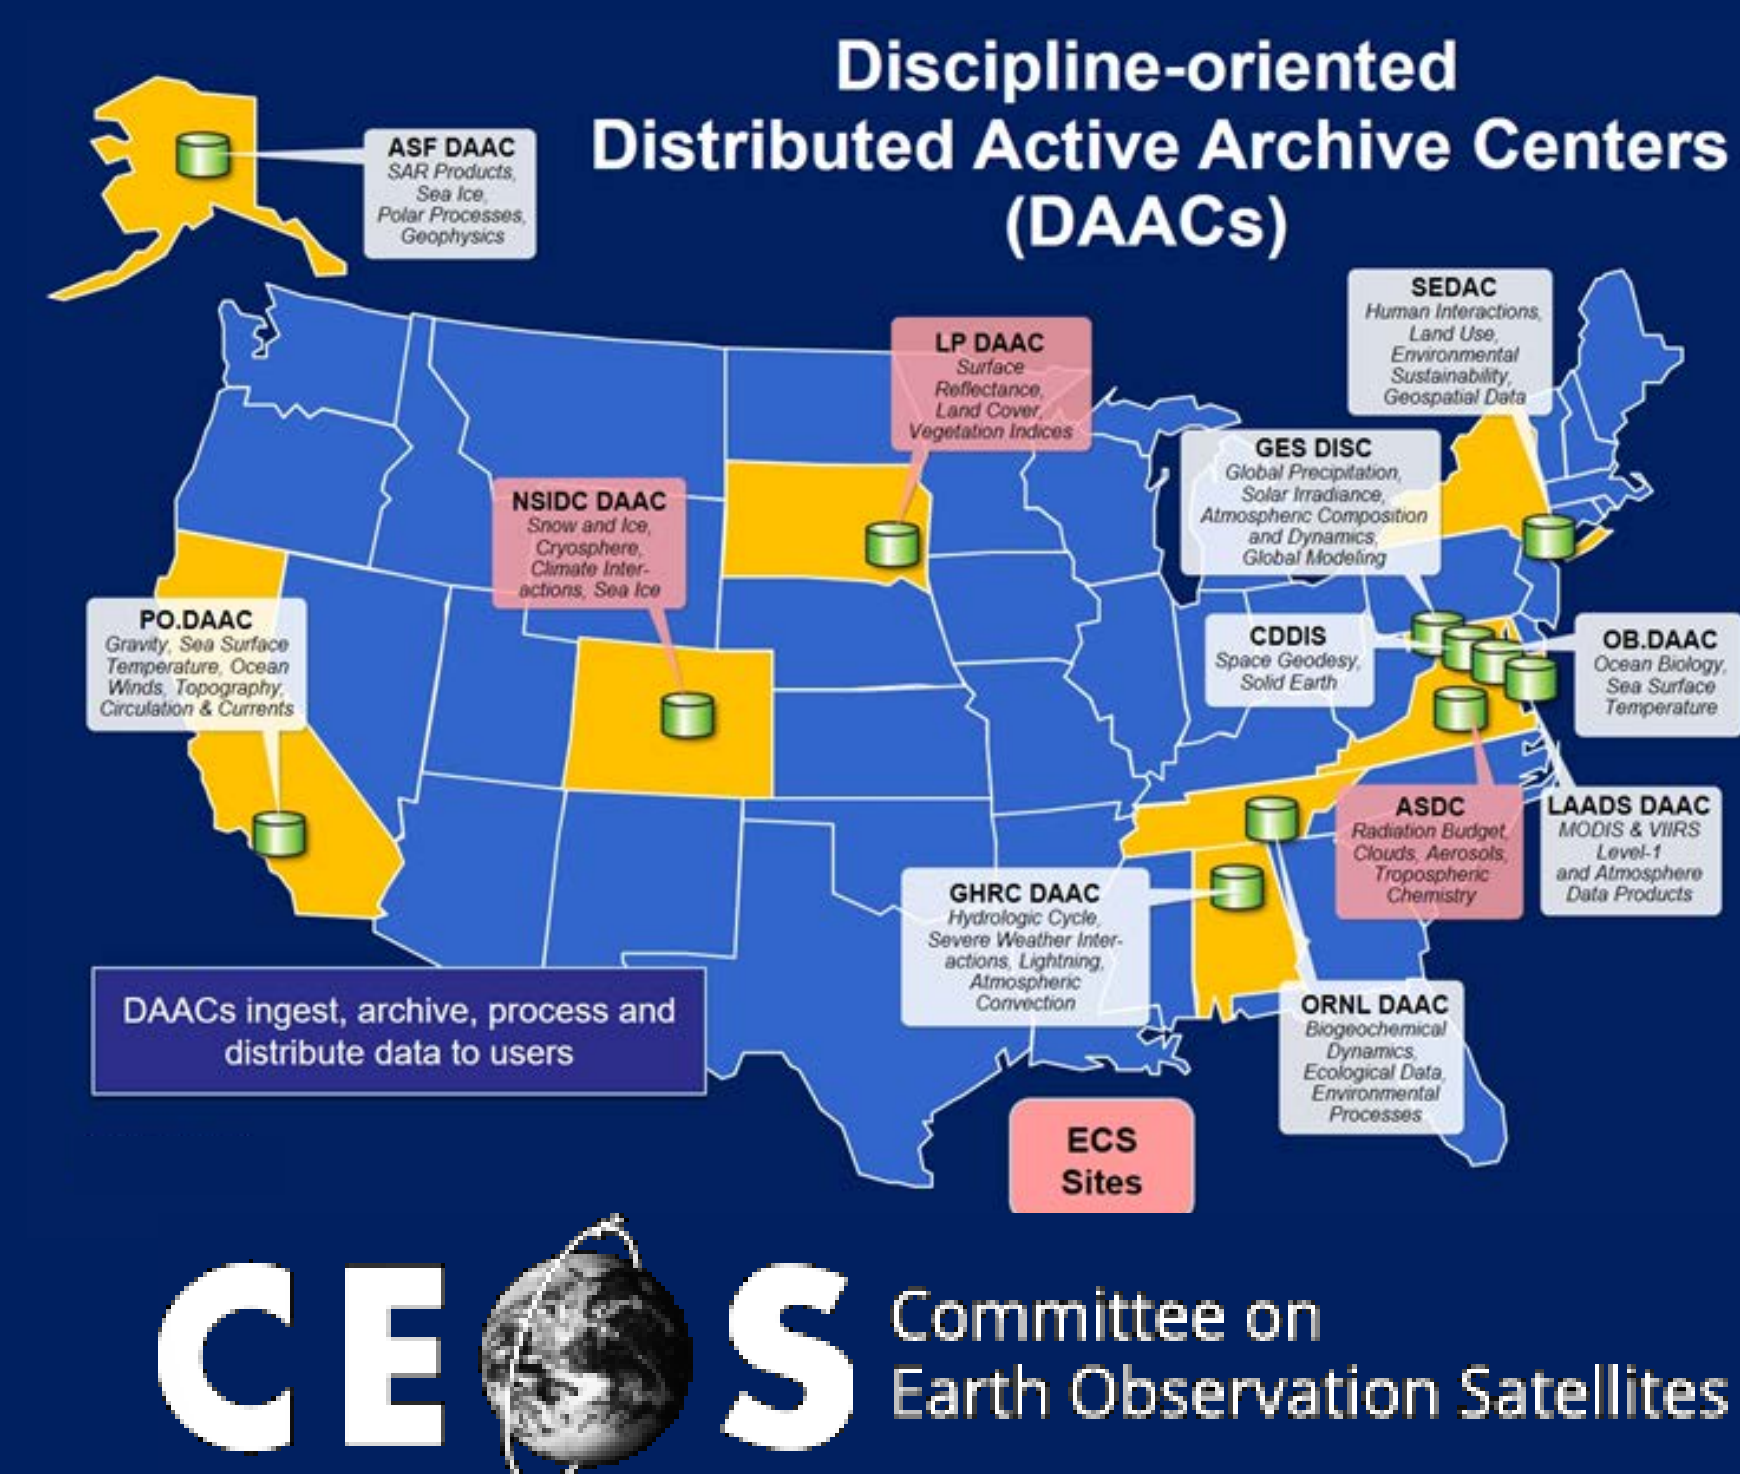 Discipline-oriented
Distributed Active Archive Centers
(DAACs)
ASF DAAC
SAR Products,
Sea Ice,
Polar Processes,
Geophysics
SEDAC
Human Interactions,
Land Use,
Environmental
Sustainability,
Geospatial Data
LP DAAC
Surface
Reflectance,
Land Cover,
Vegetation Indices
GES DISC
Global Precipitation,
Solar Irradiance,
Atmospheric Composition
and Dynamics,
Global Modeling
NSIDC DAAC
Snow and Ice,
Cryosphere,
Climate Inter-
actions, Sea Ice
PO.DAAC
Gravity, Sea Surface
Temperature, Ocean
Winds, Topography,
Circulation & Currents
CDDIS
Space Geodesy,
Solid Earth
OB.DAAC
Ocean Biology,
Sea Surface
Temperature
ASDC
Radiation Budget,
Clouds, Aerosols,
Tropospheric
Chemistry
LAADS DAAC
MODIS & VIIRS
Level-1
and Atmosphere
Data Products
GHRC DAAC
Hydrologic Cycle,
Severe Weather Inter-
actions, Lightning,
Atmospheric
Convection
ORNL DAAC
Biogeochemical
Dynamics,
Ecological Data,
Environmental
Processes
DAACs ingest, archive, process and
distribute data to users
ECS
Sites
CEOS
Committee on
Earth Observation Satellites